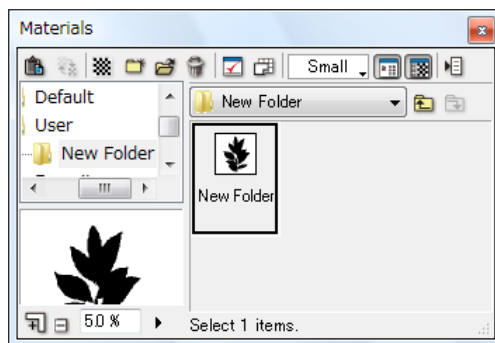 Materials
Small
Default
User
New Folder
New Folder
New Folder
5.0 %
Select 1 items.